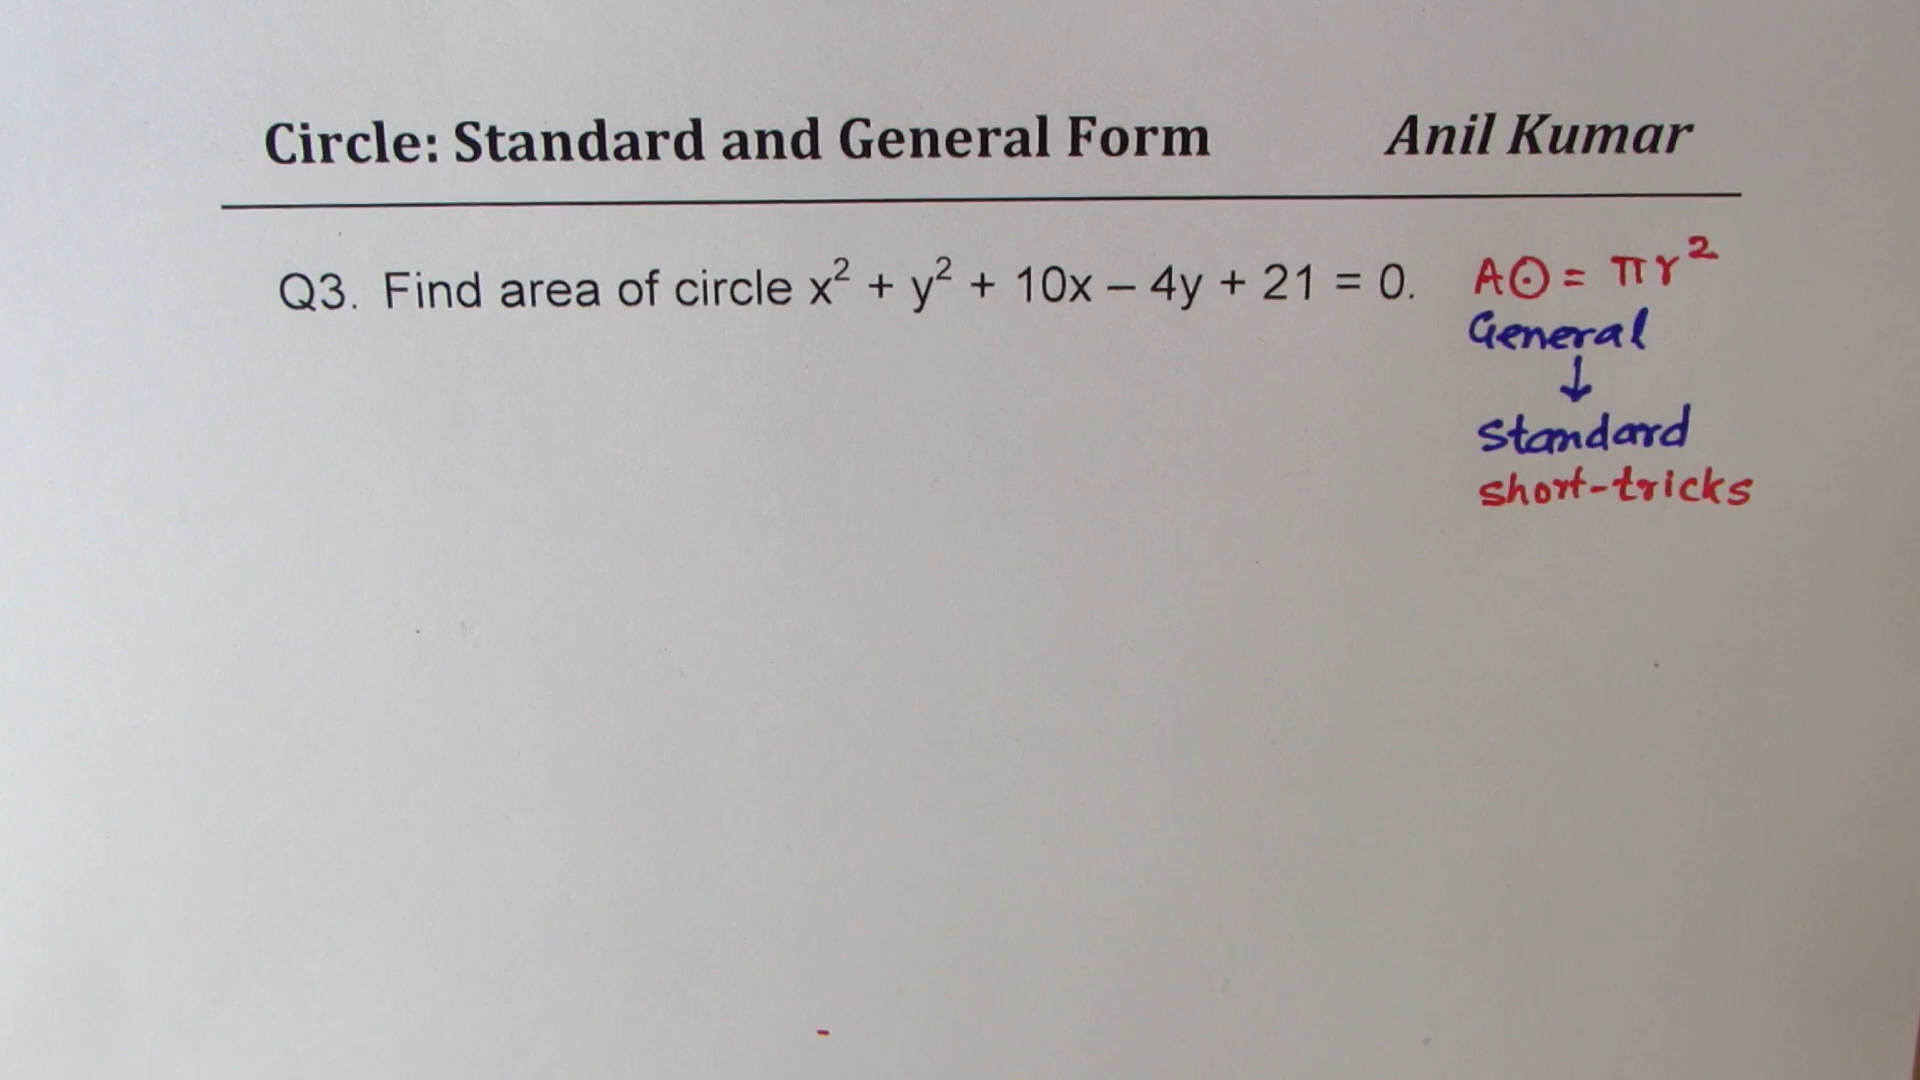 Circle: Standard and General Form Anil Kumar
Q3. Find area of circle x² + y² + 10x – 4y + 21 = 0. A⊙ = πr²
General
↓
Standard
short-tricks